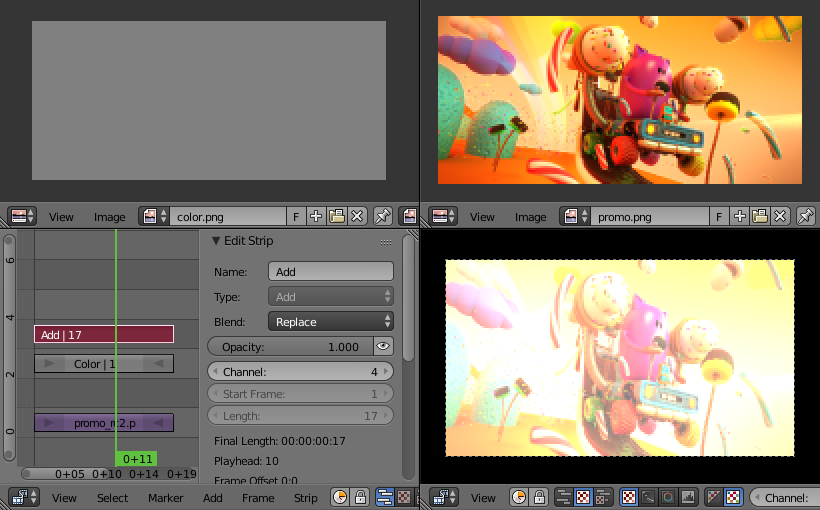 View Image color.png F
View Image promo.png F
Edit Strip
Name: Add
Type: Add
Blend: Replace
Opacity: 1.000
Channel: 4
Start Frame: 1
Length: 17
Final Length: 00:00:00:17
Playhead: 10
Frame Offset 0:0
6
4
2
0
Add | 17
Color | 1
promo_n:2.p
0+11
0+05 0+10 0+14 0+19
View Select Marker Add Frame Strip
View Channel: